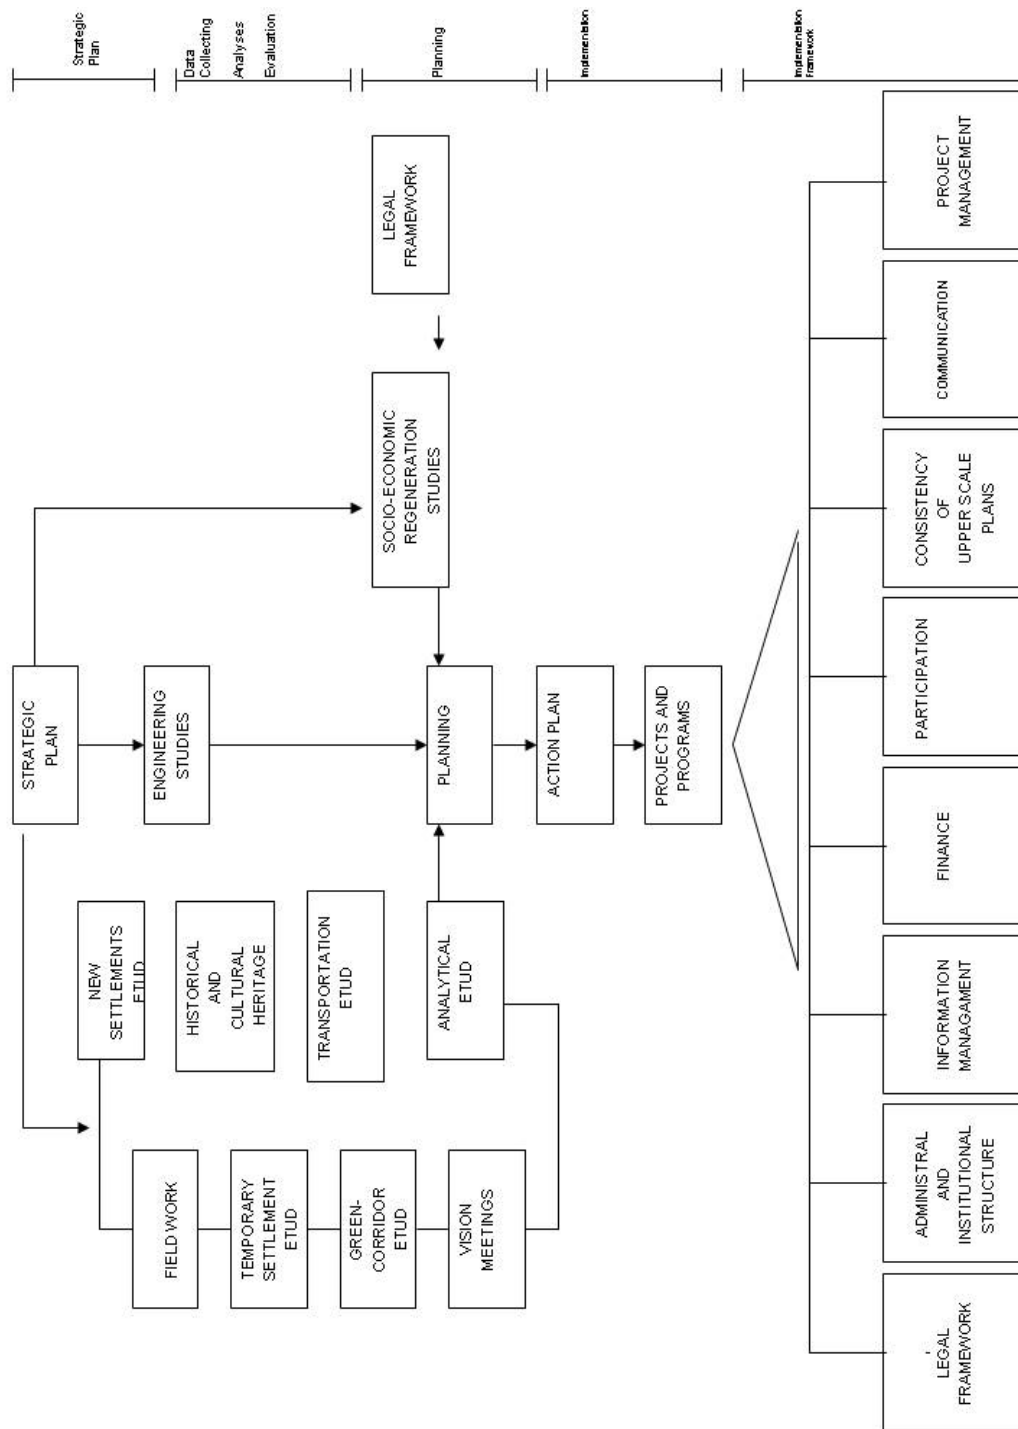 Strategic
Plan
Data
Collecting
Analyses
Evaluation
Planning
Implementation
Implementation
Framework
STRATEGIC
PLAN
ENGINEERING
STUDIES
NEW
SETTLEMENTS
ETUD
HISTORICAL
AND
CULTURAL
HERITAGE
TRANSPORTATION
ETUD
ANALYTICAL
ETUD
FIELD WORK
TEMPORARY
SETTLEMENT
ETUD
GREEN-
CORRIDOR
ETUD
VISION
MEETINGS
PLANNING
SOCIO-ECONOMIC
REGENERATION
STUDIES
LEGAL
FRAMEWORK
ACTION PLAN
PROJECTS AND
PROGRAMS
LEGAL
FRAMEWORK
ADMINISTRAL
AND
INSTITUTIONAL
STRUCTURE
INFORMATION
MANAGAMENT
FINANCE
PARTICIPATION
CONSISTENCY
OF
UPPER SCALE
PLANS
COMMUNICATION
PROJECT
MANAGEMENT